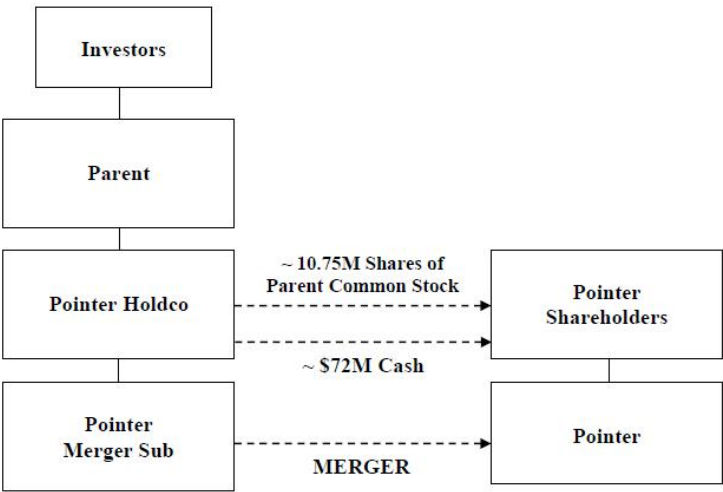 Investors
Parent
Pointer Holdco
~ 10.75M Shares of
Parent Common Stock
~ $72M Cash
Pointer
Shareholders
Pointer
Merger Sub
MERGER
Pointer